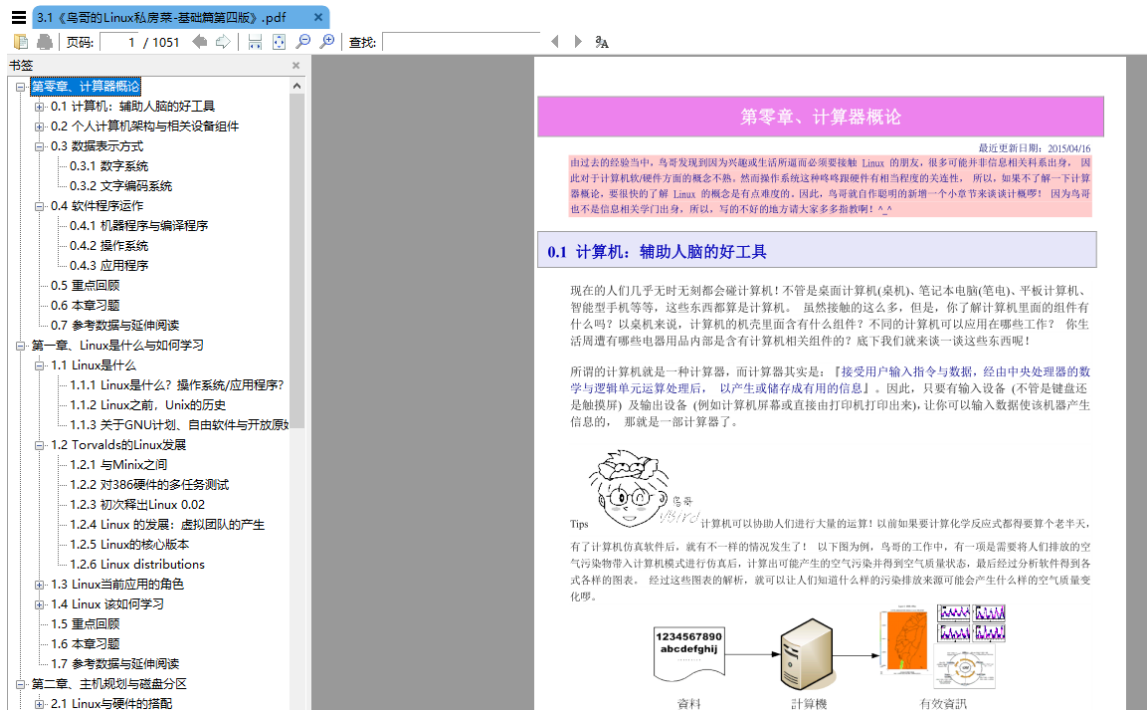 3.1《鸟哥的Linux私房菜-基础篇第四版》.pdf ×
页码: 1 / 1051 查找:
书签 ×
第零章、计算器概论
0.1 计算机：辅助人脑的好工具
0.2 个人计算机架构与相关设备组件
0.3 数据表示方式
0.3.1 数字系统
0.3.2 文字编码系统
0.4 软件程序运作
0.4.1 机器程序与编译程序
0.4.2 操作系统
0.4.3 应用程序
0.5 重点回顾
0.6 本章习题
0.7 参考数据与延伸阅读
第一章、Linux是什么与如何学习
1.1 Linux是什么
1.1.1 Linux是什么？操作系统/应用程序?
1.1.2 Linux之前，Unix的历史
1.1.3 关于GNU计划、自由软件与开放原始
1.2 Torvalds的Linux发展
1.2.1 与Minix之间
1.2.2 对386硬件的多任务测试
1.2.3 初次释出Linux 0.02
1.2.4 Linux 的发展：虚拟团队的产生
1.2.5 Linux的核心版本
1.2.6 Linux distributions
1.3 Linux当前应用的角色
1.4 Linux 该如何学习
1.5 重点回顾
1.6 本章习题
1.7 参考数据与延伸阅读
第二章、主机规划与磁盘分区
2.1 Linux与硬件的搭配
第零章、计算器概论
最近更新日期：2015/04/16
由过去的经验当中，鸟哥发现到因为兴趣或生活所逼而必须要接触 Linux 的朋友，很多可能并非信息相关科系出身， 因
此对于计算机软/硬件方面的概念不熟。然而操作系统这种咚咚跟硬件有相当程度的关连性， 所以，如果不了解一下计算
器概论，要很快的了解 Linux 的概念是有点难度的。因此，鸟哥就自作聪明的新增一个小章节来谈谈计概啰！ 因为鸟哥
也不是信息相关学门出身，所以，写的不好的地方请大家多多指教啊！^_^
0.1 计算机：辅助人脑的好工具
现在的人们几乎无时无刻都会碰计算机！不管是桌面计算机(桌机)、笔记本电脑(笔电)、平板计算机、
智能型手机等等，这些东西都算是计算机。 虽然接触的这么多，但是，你了解计算机里面的组件有
什么吗？以桌机来说，计算机的机壳里面含有什么组件？不同的计算机可以应用在哪些工作？ 你生
活周遭有哪些电器用品内部是含有计算机相关组件的？底下我们就来谈一谈这些东西呢！
所谓的计算机就是一种计算器，而计算器其实是：『接受用户输入指令与数据，经由中央处理器的数
学与逻辑单元运算处理后， 以产生或储存成有用的信息』。因此，只要有输入设备 (不管是键盘还
是触摸屏) 及输出设备 (例如计算机屏幕或直接由打印机打印出来)，让你可以输入数据使该机器产生
信息的， 那就是一部计算器了。
鸟哥
VBird
Tips 计算机可以协助人们进行大量的运算！以前如果要计算化学反应式都得要算个老半天，
有了计算机仿真软件后，就有不一样的情况发生了！ 以下图为例，鸟哥的工作中，有一项是需要将人们排放的空
气污染物带入计算机模式进行仿真后，计算出可能产生的空气污染并得到空气质量状态，最后经过分析软件得到各
式各样的图表， 经过这些图表的解析，就可以让人们知道什么样的污染排放来源可能会产生什么样的空气质量变
化啰。
1234567890
abcdefghij
資料 計算機 有效資訊